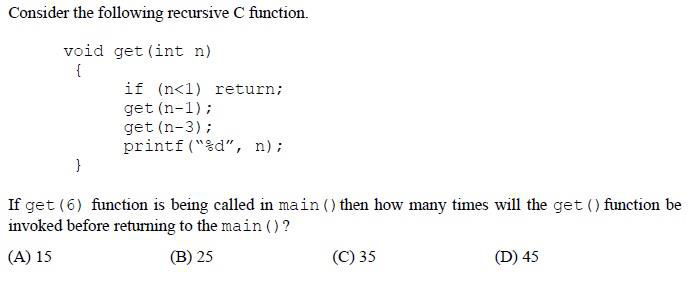 Consider the following recursive C function.
void get(int n)
{
if (n<1) return;
get(n-1);
get(n-3);
printf(“%d”, n);
}
If get(6) function is being called in main() then how many times will the get() function be
invoked before returning to the main()?
(A) 15 (B) 25 (C) 35 (D) 45